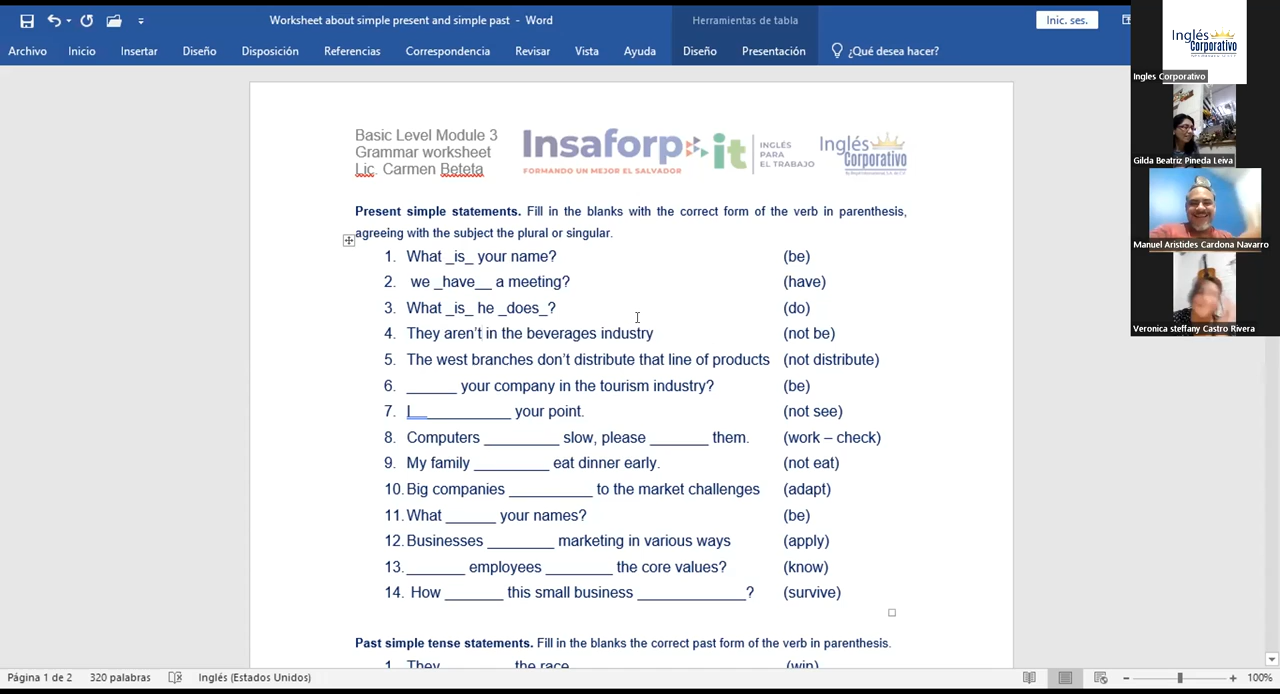 Worksheet about simple present and simple past - Word
Herramientas de tabla
Inic. ses.
Archivo Inicio Insertar Diseño Disposición Referencias Correspondencia Revisar Vista Ayuda Diseño Presentación ¿Qué desea hacer?
Inglés Corporativo
Ingles Corporativo
Gilda Beatriz Pineda Leiva
Manuel Aristides Cardona Navarro
Veronica steffany Castro Rivera
Basic Level Module 3
Grammar worksheet
Lic. Carmen Beteta
Insaforp it
FORMANDO UN MEJOR EL SALVADOR
INGLÉS
PARA
EL TRABAJO
Inglés
Corporativo
Present simple statements. Fill in the blanks with the correct form of the verb in parenthesis,
agreeing with the subject the plural or singular.
1. What _is_ your name? (be)
2. we _have__ a meeting? (have)
3. What _is_ he _does_? (do)
4. They aren't in the beverages industry (not be)
5. The west branches don't distribute that line of products (not distribute)
6. ______ your company in the tourism industry? (be)
7. I____________ your point. (not see)
8. Computers _________ slow, please _______ them. (work – check)
9. My family _________ eat dinner early. (not eat)
10. Big companies __________ to the market challenges (adapt)
11. What ______ your names? (be)
12. Businesses ________ marketing in various ways (apply)
13. _______ employees ________ the core values? (know)
14. How _______ this small business _____________? (survive)
Past simple tense statements. Fill in the blanks the correct past form of the verb in parenthesis.
1. They ________ the race (win)
Página 1 de 2 320 palabras Inglés (Estados Unidos) 100%